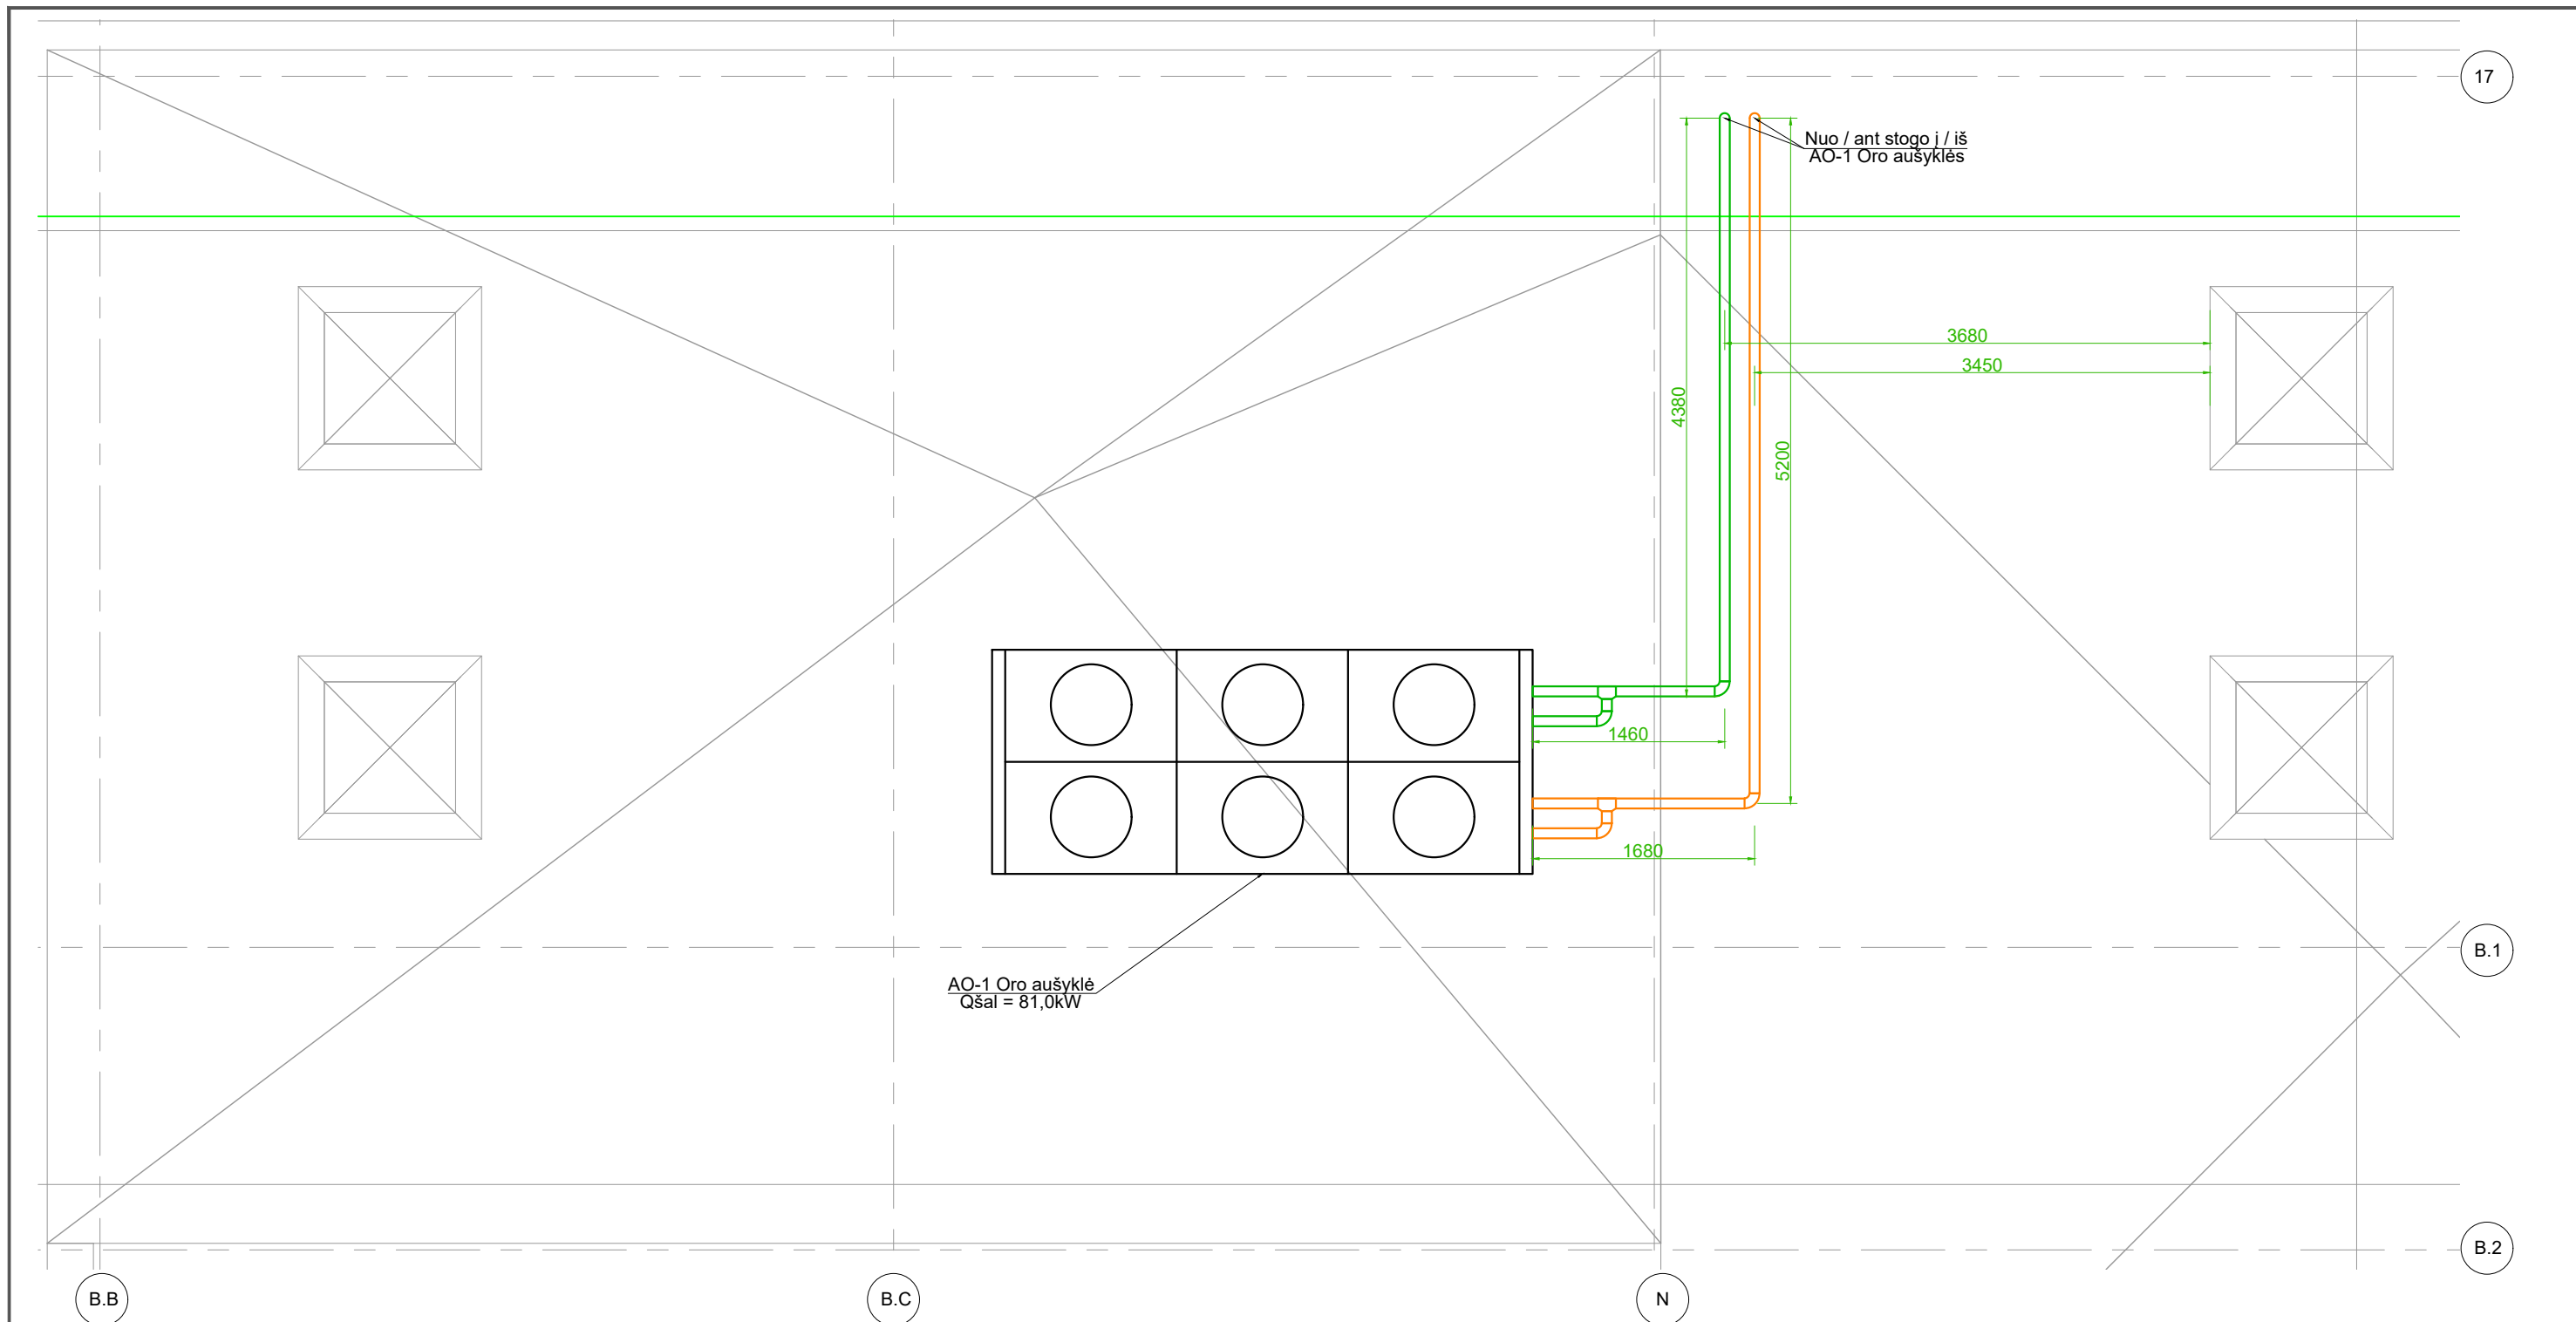 17
Nuo / ant stogo į / iš
AO-1 Oro aušyklės
3680
3450
4380
5200
1460
1680
B.1
AO-1 Oro aušyklė
Qšal = 81,0kW
B.2
B.B
B.C
N